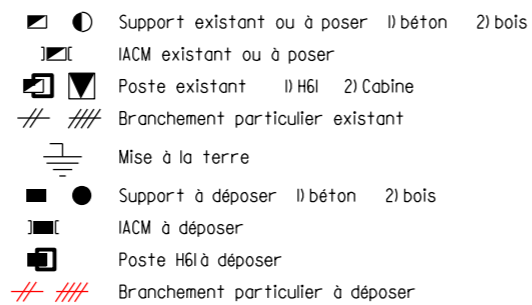 Support existant ou à poser 1) béton 2) bois
IACM existant ou à poser
Poste existant 1) H61 2) Cabine
Branchement particulier existant
Mise à la terre
Support à déposer 1) béton 2) bois
IACM à déposer
Poste H61 à déposer
Branchement particulier à déposer